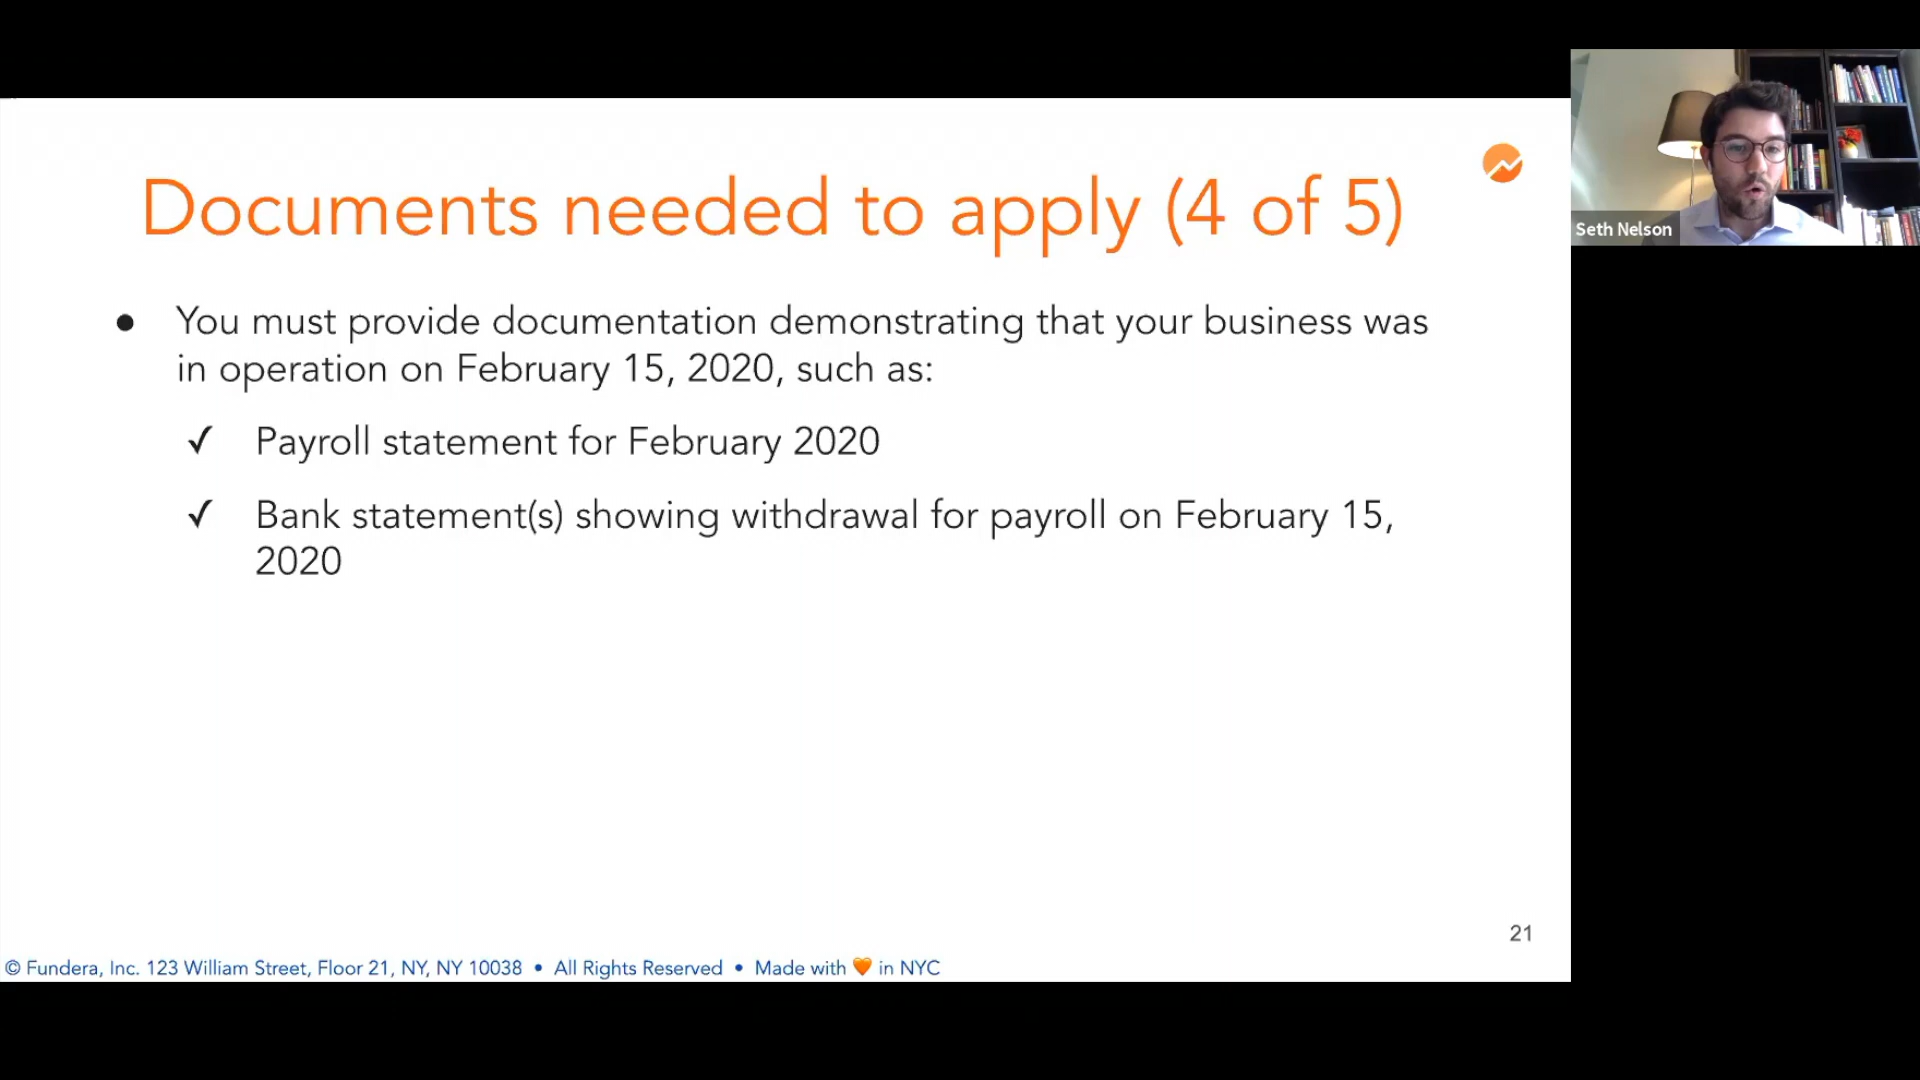 Documents needed to apply (4 of 5)
Seth Nelson
● You must provide documentation demonstrating that your business was
in operation on February 15, 2020, such as:
✓ Payroll statement for February 2020
✓ Bank statement(s) showing withdrawal for payroll on February 15,
2020
21
© Fundera, Inc. 123 William Street, Floor 21, NY, NY 10038 • All Rights Reserved • Made with 🧡 in NYC